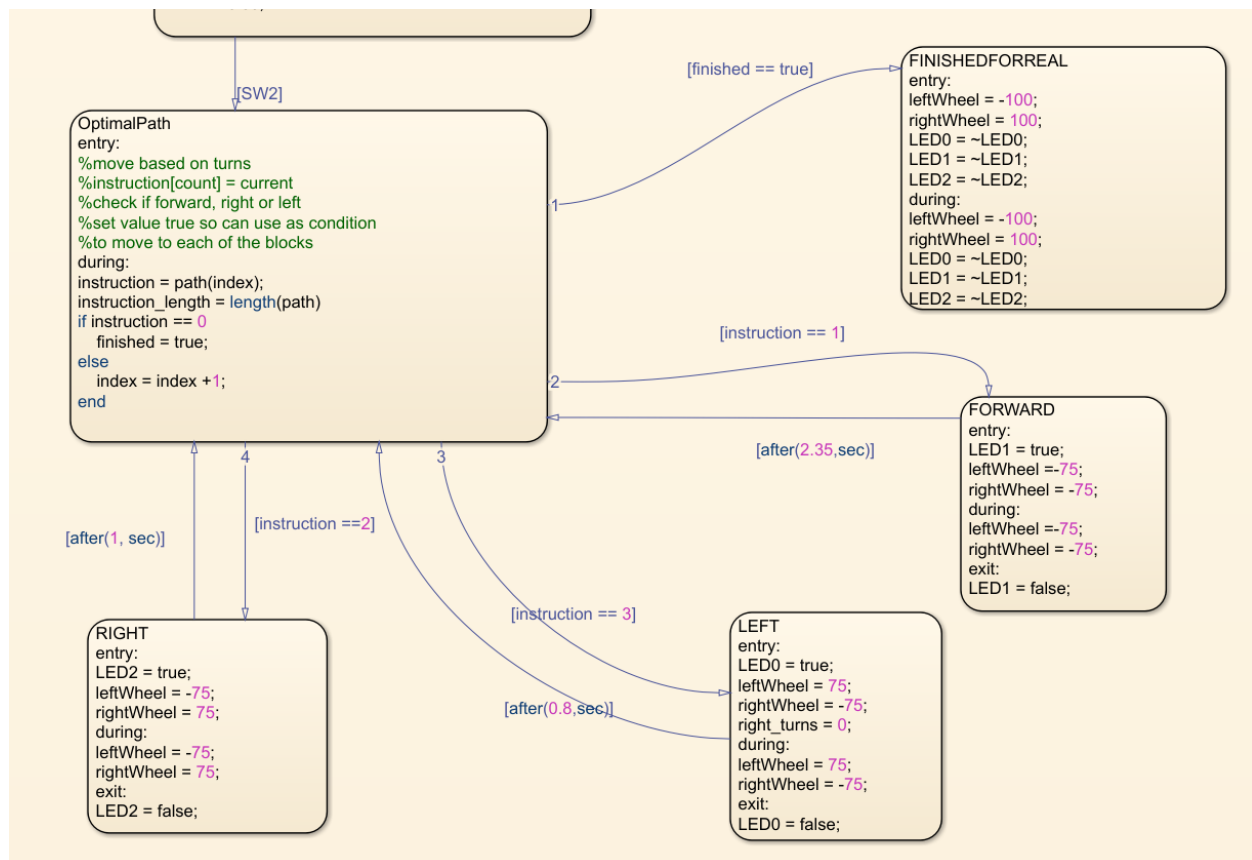 [SW2]
OptimalPath
entry:
%move based on turns
%instruction[count] = current
%check if forward, right or left
%set value true so can use as condition
%to move to each of the blocks
during:
instruction = path(index);
instruction_length = length(path)
if instruction == 0
finished = true;
else
index = index +1;
end
1
[finished == true]
FINISHEDFORREAL
entry:
leftWheel = -100;
rightWheel = 100;
LED0 = ~LED0;
LED1 = ~LED1;
LED2 = ~LED2;
during:
leftWheel = -100;
rightWheel = 100;
LED0 = ~LED0;
LED1 = ~LED1;
LED2 = ~LED2;
2
[instruction == 1]
FORWARD
entry:
LED1 = true;
leftWheel =-75;
rightWheel = -75;
during:
leftWheel =-75;
rightWheel = -75;
exit:
LED1 = false;
[after(2.35,sec)]
4
3
[after(1, sec)]
[instruction ==2]
[instruction == 3]
[after(0.8,sec)]
RIGHT
entry:
LED2 = true;
leftWheel = -75;
rightWheel = 75;
during:
leftWheel = -75;
rightWheel = 75;
exit:
LED2 = false;
LEFT
entry:
LED0 = true;
leftWheel = 75;
rightWheel = -75;
right_turns = 0;
during:
leftWheel = 75;
rightWheel = -75;
exit:
LED0 = false;